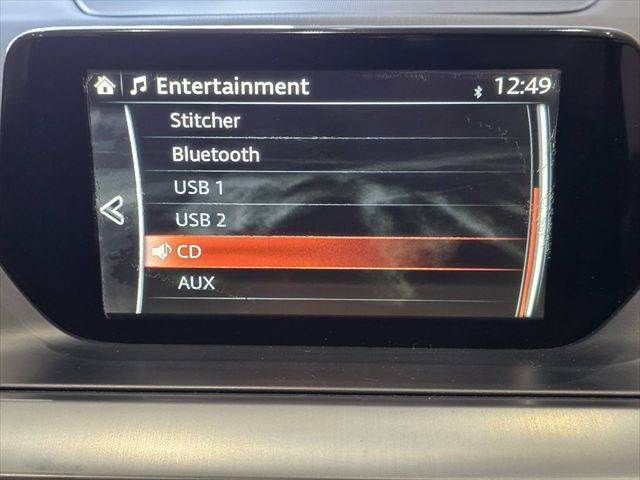 Entertainment 12:49
Stitcher
Bluetooth
USB 1
USB 2
CD
AUX